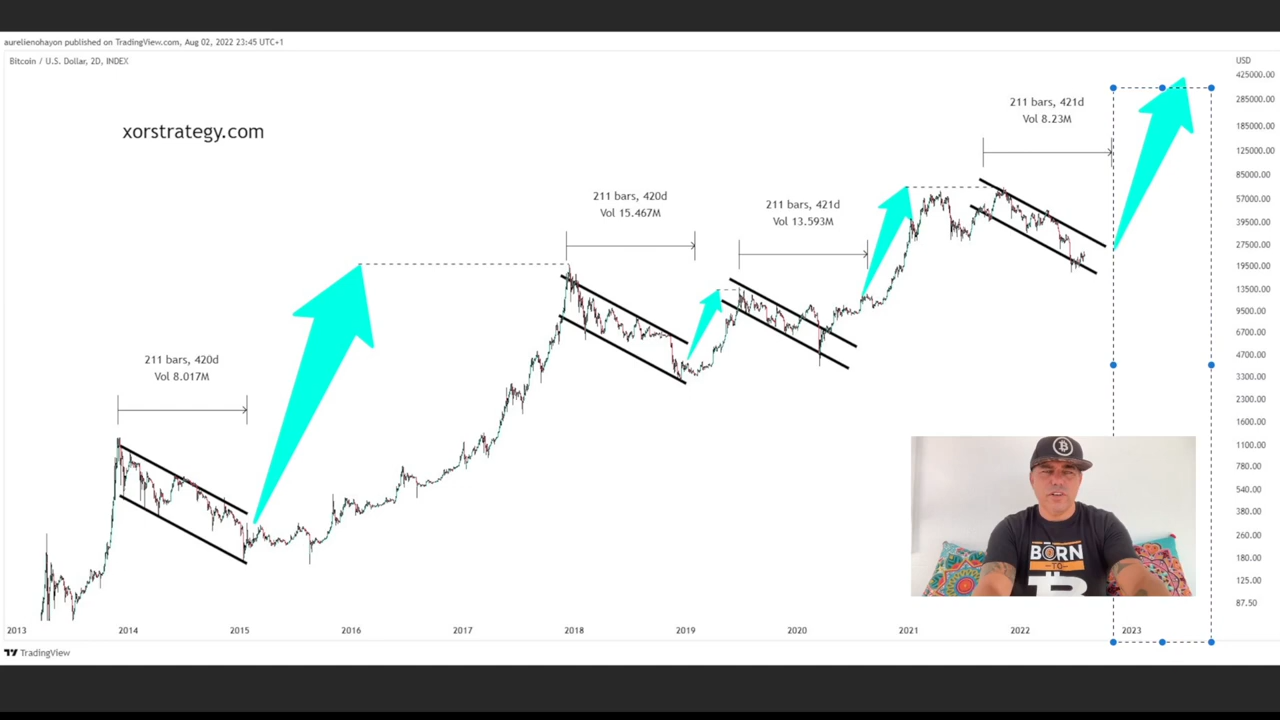 aurelienohayon published on TradingView.com, Aug 02, 2022 23:45 UTC+1
Bitcoin / U.S. Dollar, 2D, INDEX
USD
xorstrategy.com
211 bars, 421d
Vol 8.23M
211 bars, 420d
Vol 15.467M
211 bars, 421d
Vol 13.593M
211 bars, 420d
Vol 8.017M
425000.00
285000.00
185000.00
125000.00
85000.00
57000.00
39500.00
27500.00
19500.00
13500.00
9500.00
6700.00
4700.00
3300.00
2300.00
1600.00
1100.00
780.00
540.00
380.00
260.00
180.00
125.00
87.50
BORN
TO
B
2013 2014 2015 2016 2017 2018 2019 2020 2021 2022 2023
TradingView